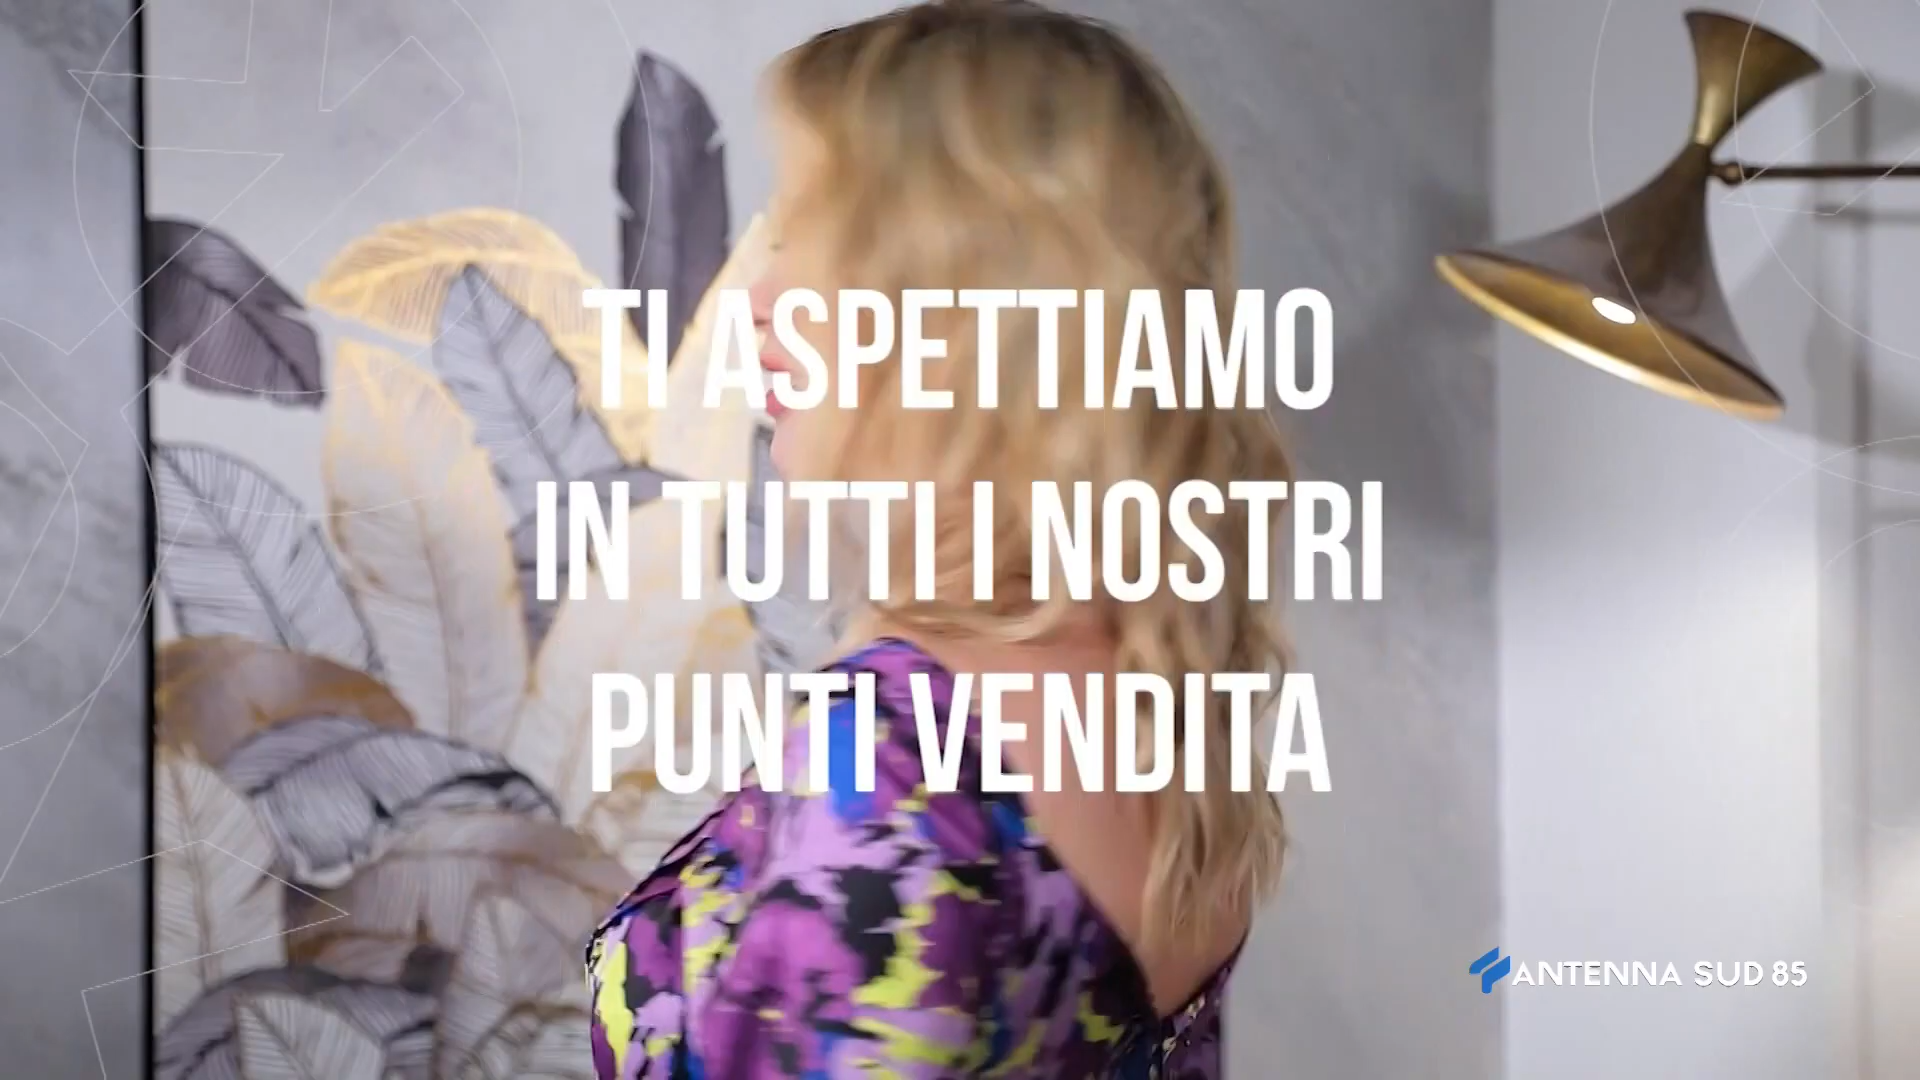 TI ASPETTIAMO
IN TUTTI I NOSTRI
PUNTI VENDITA
ANTENNA SUD 85